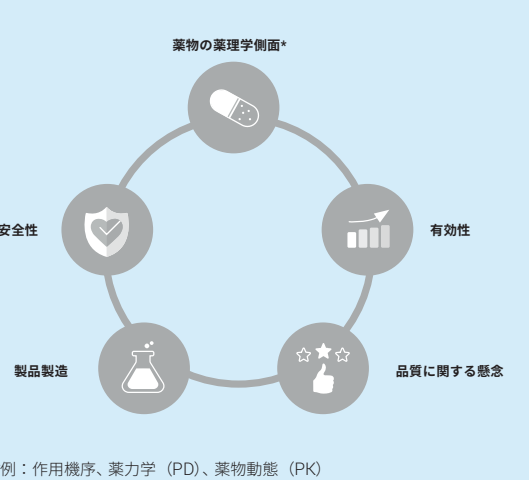 薬物の薬理学側面*
安全性
有効性
製品製造
品質に関する懸念
例：作用機序、薬力学（PD）、薬物動態（PK）